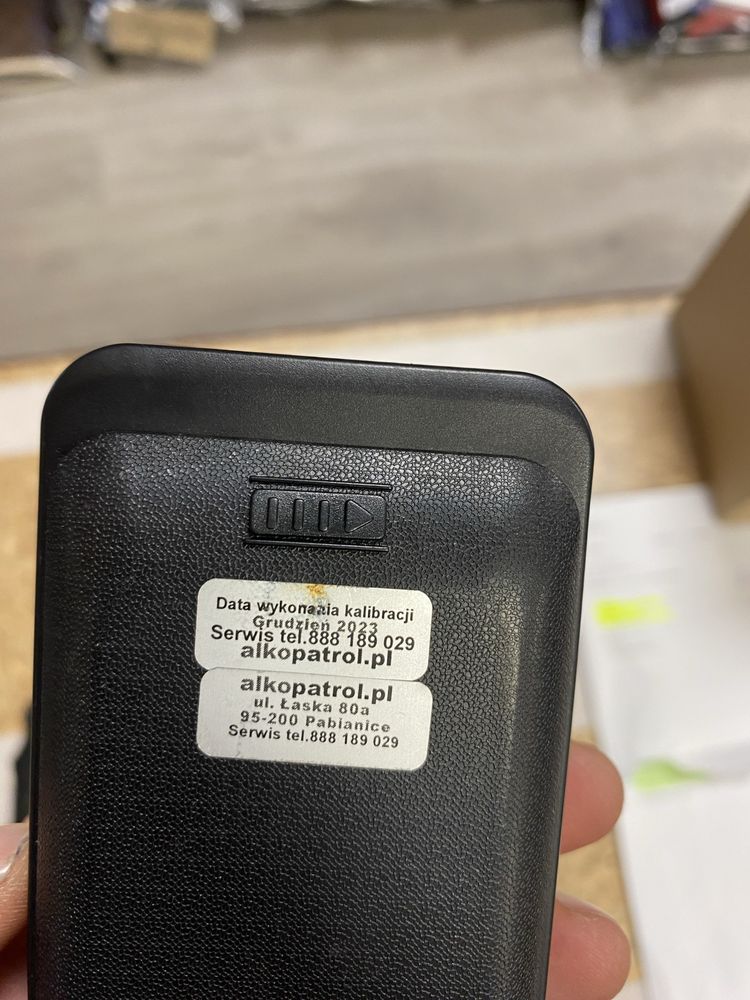 Data wykonania kalibracji
Grudzień 2023
Serwis tel.888 189 029
alkopatrol.pl
alkopatrol.pl
ul. Łaska 80a
95-200 Pabianice
Serwis tel.888 189 029